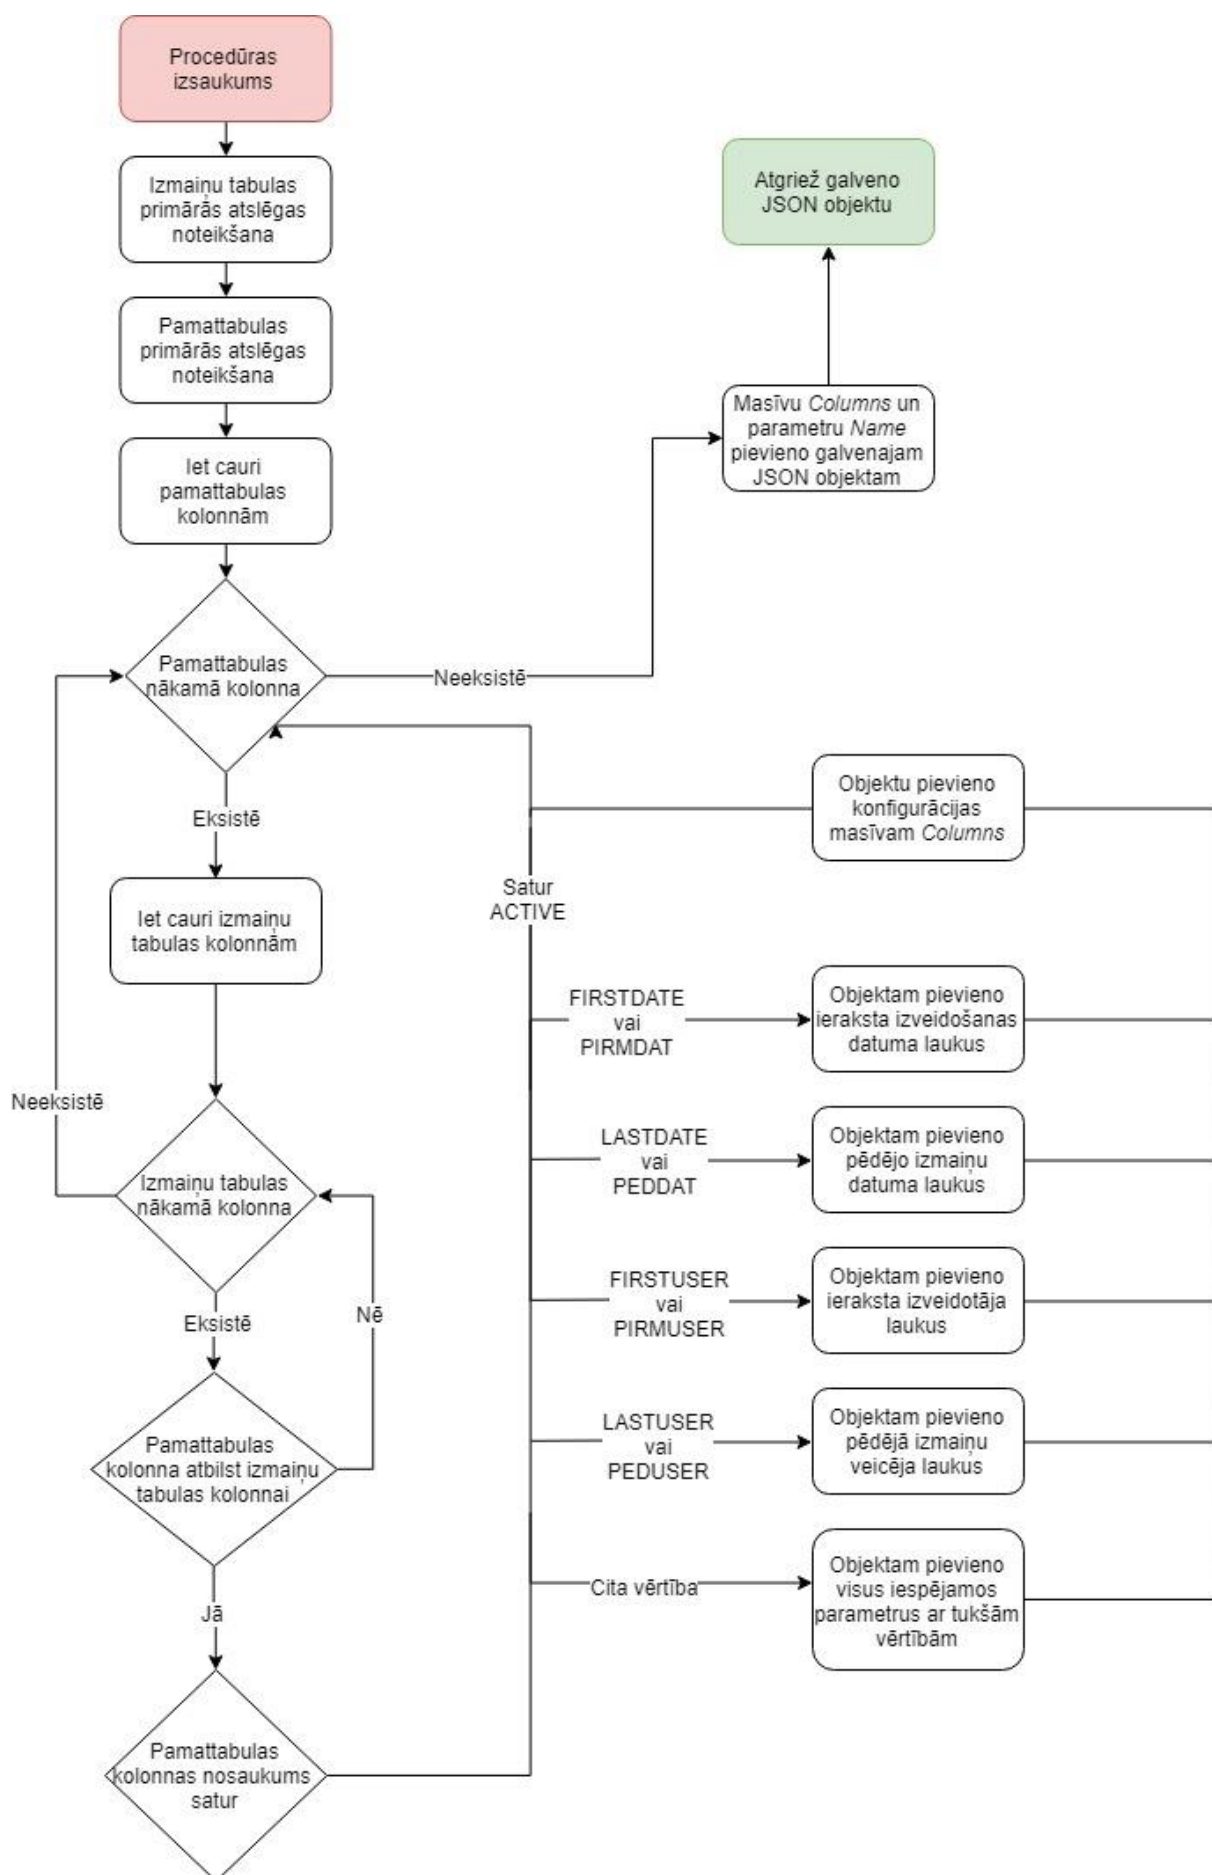 Procedūras
izsaukums
Izmaiņu tabulas
primārās atslēgas
noteikšana
Pamattabulas
primārās atslēgas
noteikšana
Iet cauri
pamattabulas
kolonnām
Pamattabulas
nākamā kolonna
Neeksistē
Masīvu Columns un
parametru Name
pievieno galvenajam
JSON objektam
Atgriež galveno
JSON objektu
Eksistē
Iet cauri izmaiņu
tabulas kolonnām
Neeksistē
Izmaiņu tabulas
nākamā kolonna
Eksistē
Nē
Pamattabulas
kolonna atbilst izmaiņu
tabulas kolonnai
Jā
Pamattabulas
kolonnas nosaukums
satur
Satur
ACTIVE
Objektu pievieno
konfigurācijas
masīvam Columns
FIRSTDATE
vai
PIRMDAT
Objektam pievieno
ieraksta izveidošanas
datuma laukus
LASTDATE
vai
PEDDAT
Objektam pievieno
pēdējo izmaiņu
datuma laukus
FIRSTUSER
vai
PIRMUSER
Objektam pievieno
ieraksta izveidotāja
laukus
LASTUSER
vai
PEDUSER
Objektam pievieno
pēdējā izmaiņu
veicēja laukus
Cita vērtība
Objektam pievieno
visus iespējamos
parametrus ar tukšām
vērtībām